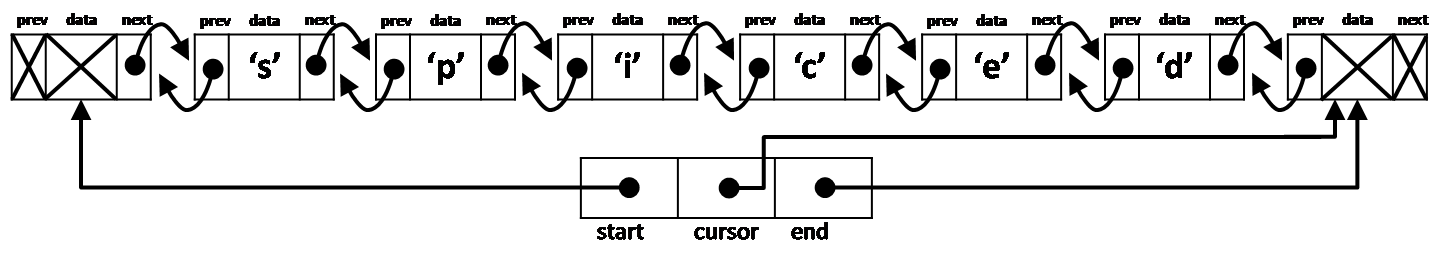 prev data next prev data next prev data next prev data next prev data next prev data next prev data next prev data next
‘s’ ‘p’ ‘i’ ‘c’ ‘e’ ‘d’
start cursor end